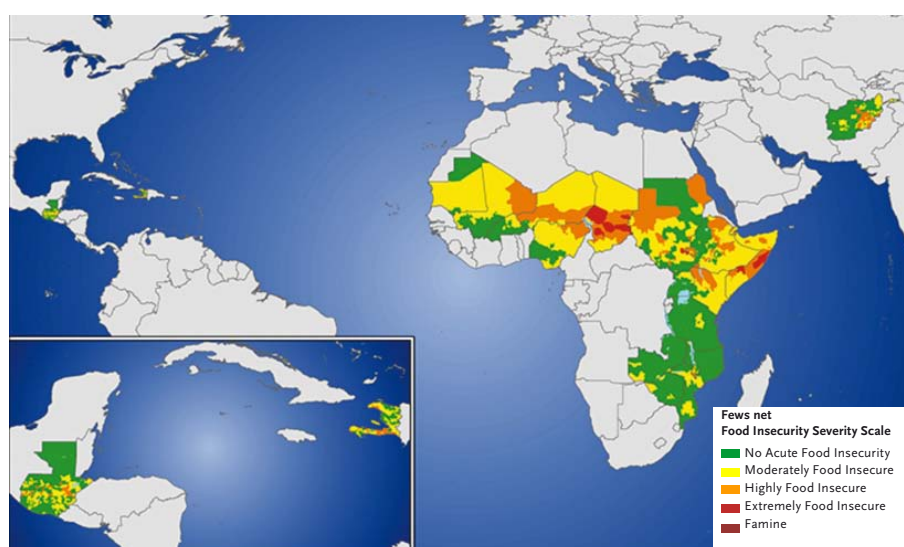 Fews net
Food Insecurity Severity Scale
No Acute Food Insecurity
Moderately Food Insecure
Highly Food Insecure
Extremely Food Insecure
Famine